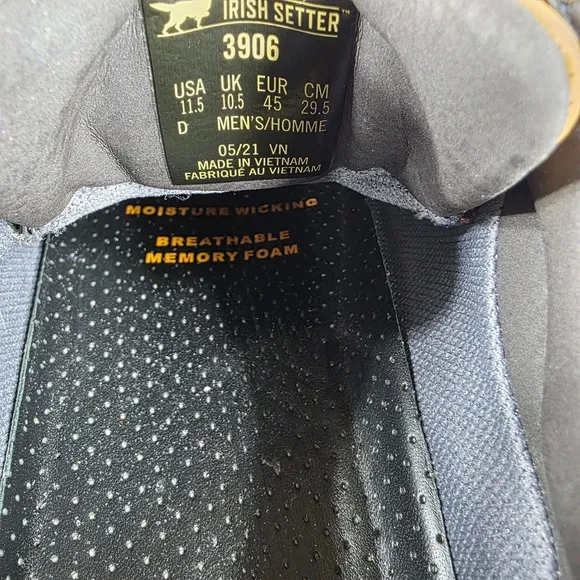 IRISH SETTER™
3906
USA UK EUR CM
11.5 10.5 45 29.5
D MEN'S/HOMME
05/21 VN
MADE IN VIETNAM
FABRIQUÉ AU VIETNAM
MOISTURE WICKING
BREATHABLE
MEMORY FOAM